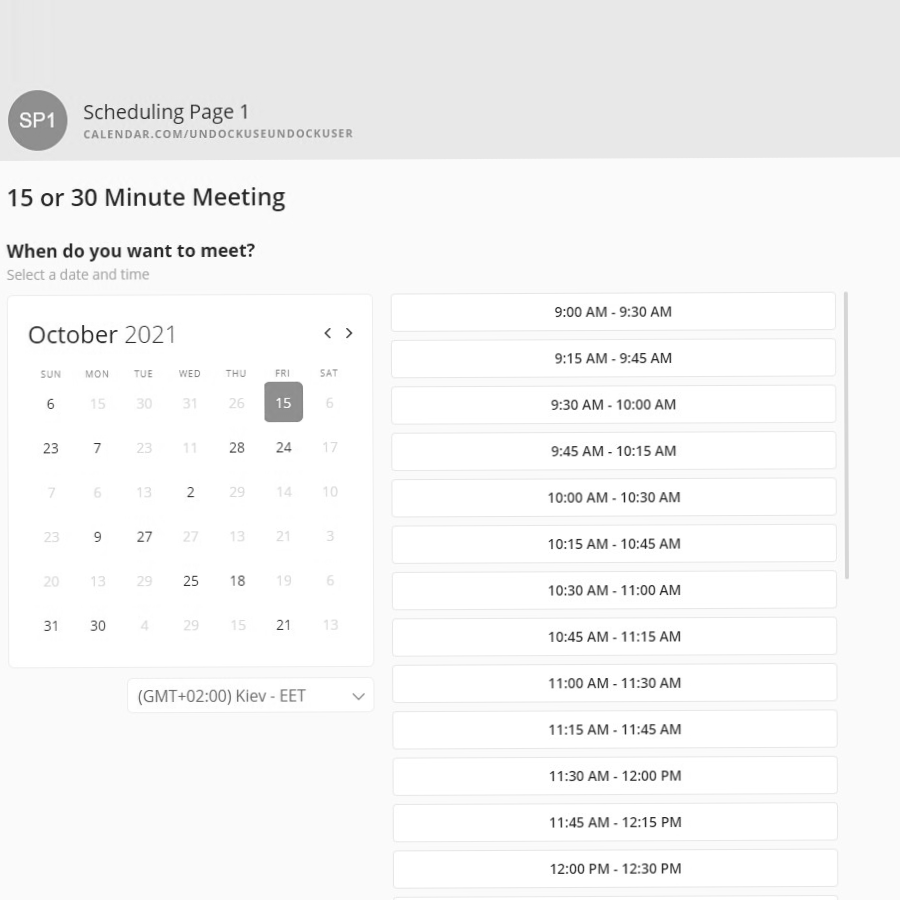 SP1
Scheduling Page 1
CALENDAR.COM/UNDOCKUSEUNDOCKUSER
15 or 30 Minute Meeting
When do you want to meet?
Select a date and time
October 2021
SUN MON TUE WED THU FRI SAT
6 15 30 31 26 15 6
23 7 23 11 28 24 17
7 6 13 2 29 14 10
23 9 27 27 13 21 3
20 13 29 25 18 19 6
31 30 4 29 15 21 13
(GMT+02:00) Kiev - EET
9:00 AM - 9:30 AM
9:15 AM - 9:45 AM
9:30 AM - 10:00 AM
9:45 AM - 10:15 AM
10:00 AM - 10:30 AM
10:15 AM - 10:45 AM
10:30 AM - 11:00 AM
10:45 AM - 11:15 AM
11:00 AM - 11:30 AM
11:15 AM - 11:45 AM
11:30 AM - 12:00 PM
11:45 AM - 12:15 PM
12:00 PM - 12:30 PM